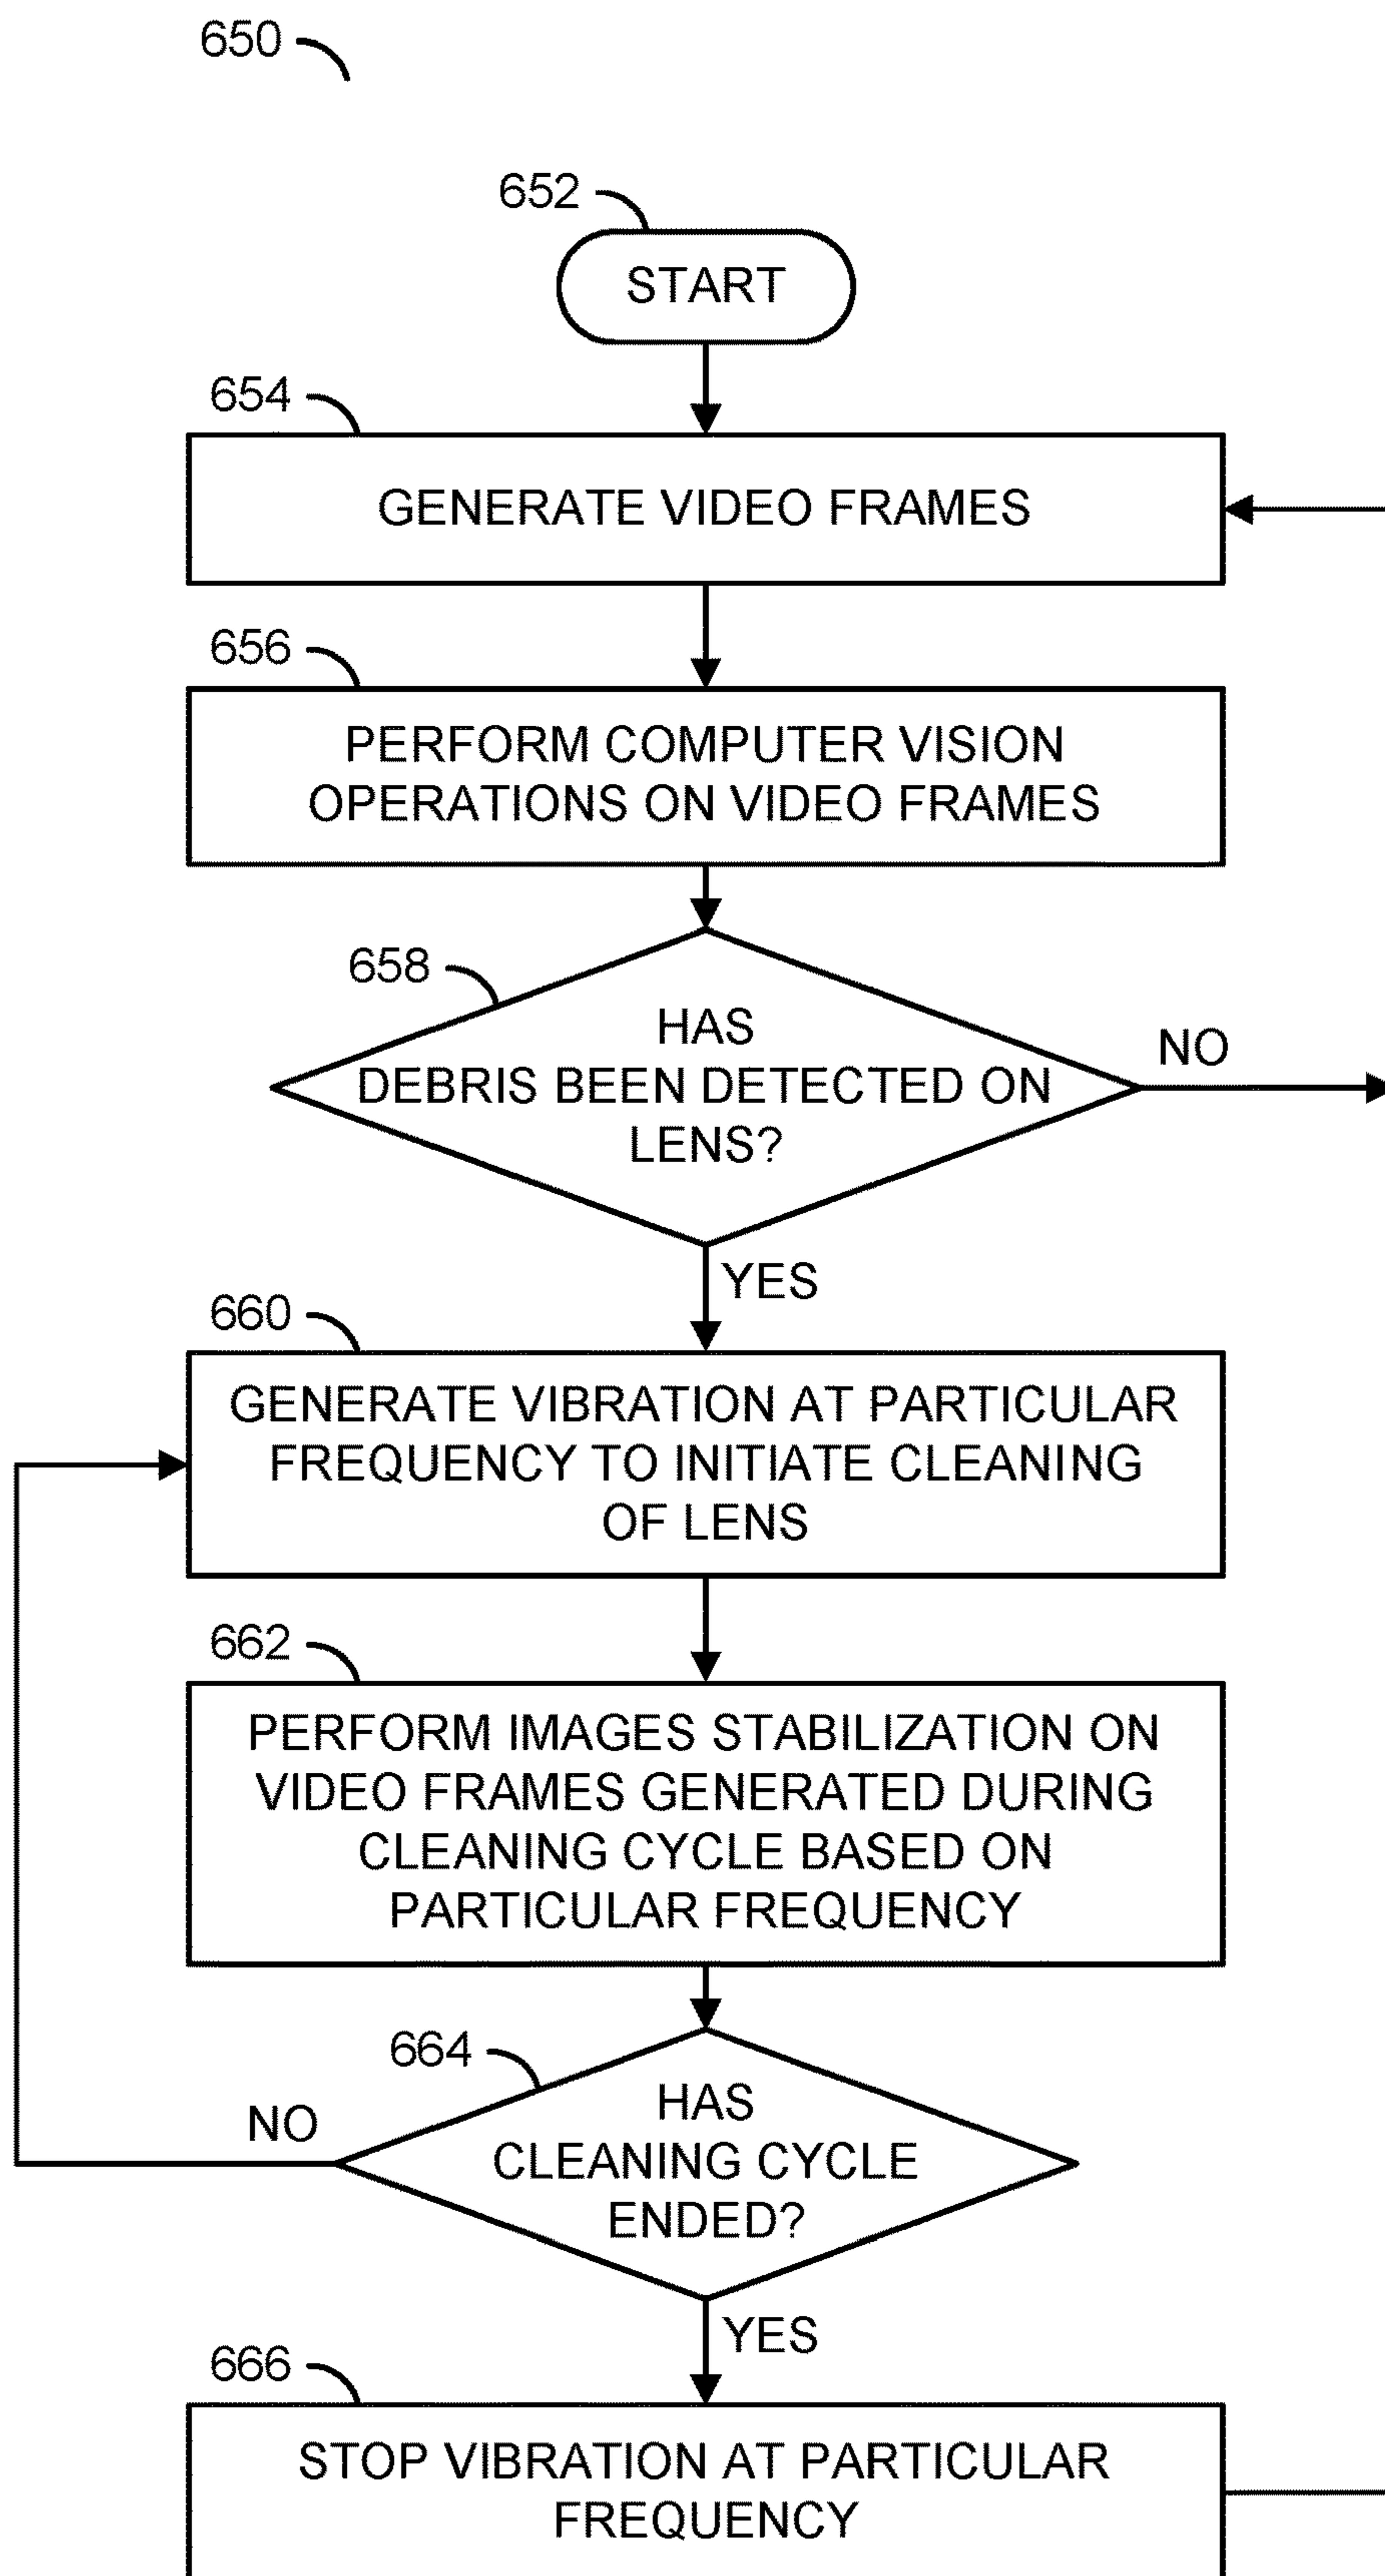 650
652
START
654
GENERATE VIDEO FRAMES
656
PERFORM COMPUTER VISION
OPERATIONS ON VIDEO FRAMES
658
HAS
DEBRIS BEEN DETECTED ON
LENS?
NO
YES
660
GENERATE VIBRATION AT PARTICULAR
FREQUENCY TO INITIATE CLEANING
OF LENS
662
PERFORM IMAGES STABILIZATION ON
VIDEO FRAMES GENERATED DURING
CLEANING CYCLE BASED ON
PARTICULAR FREQUENCY
664
HAS
CLEANING CYCLE
ENDED?
NO
YES
666
STOP VIBRATION AT PARTICULAR
FREQUENCY